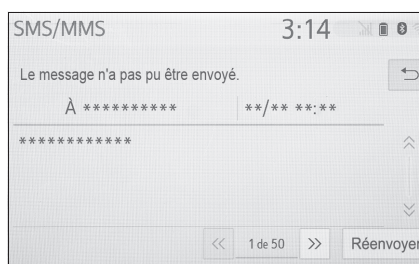 SMS/MMS 3:14
Le message n'a pas pu être envoyé.
À ********** **/** **:**
************
1 de 50 Réenvoyer